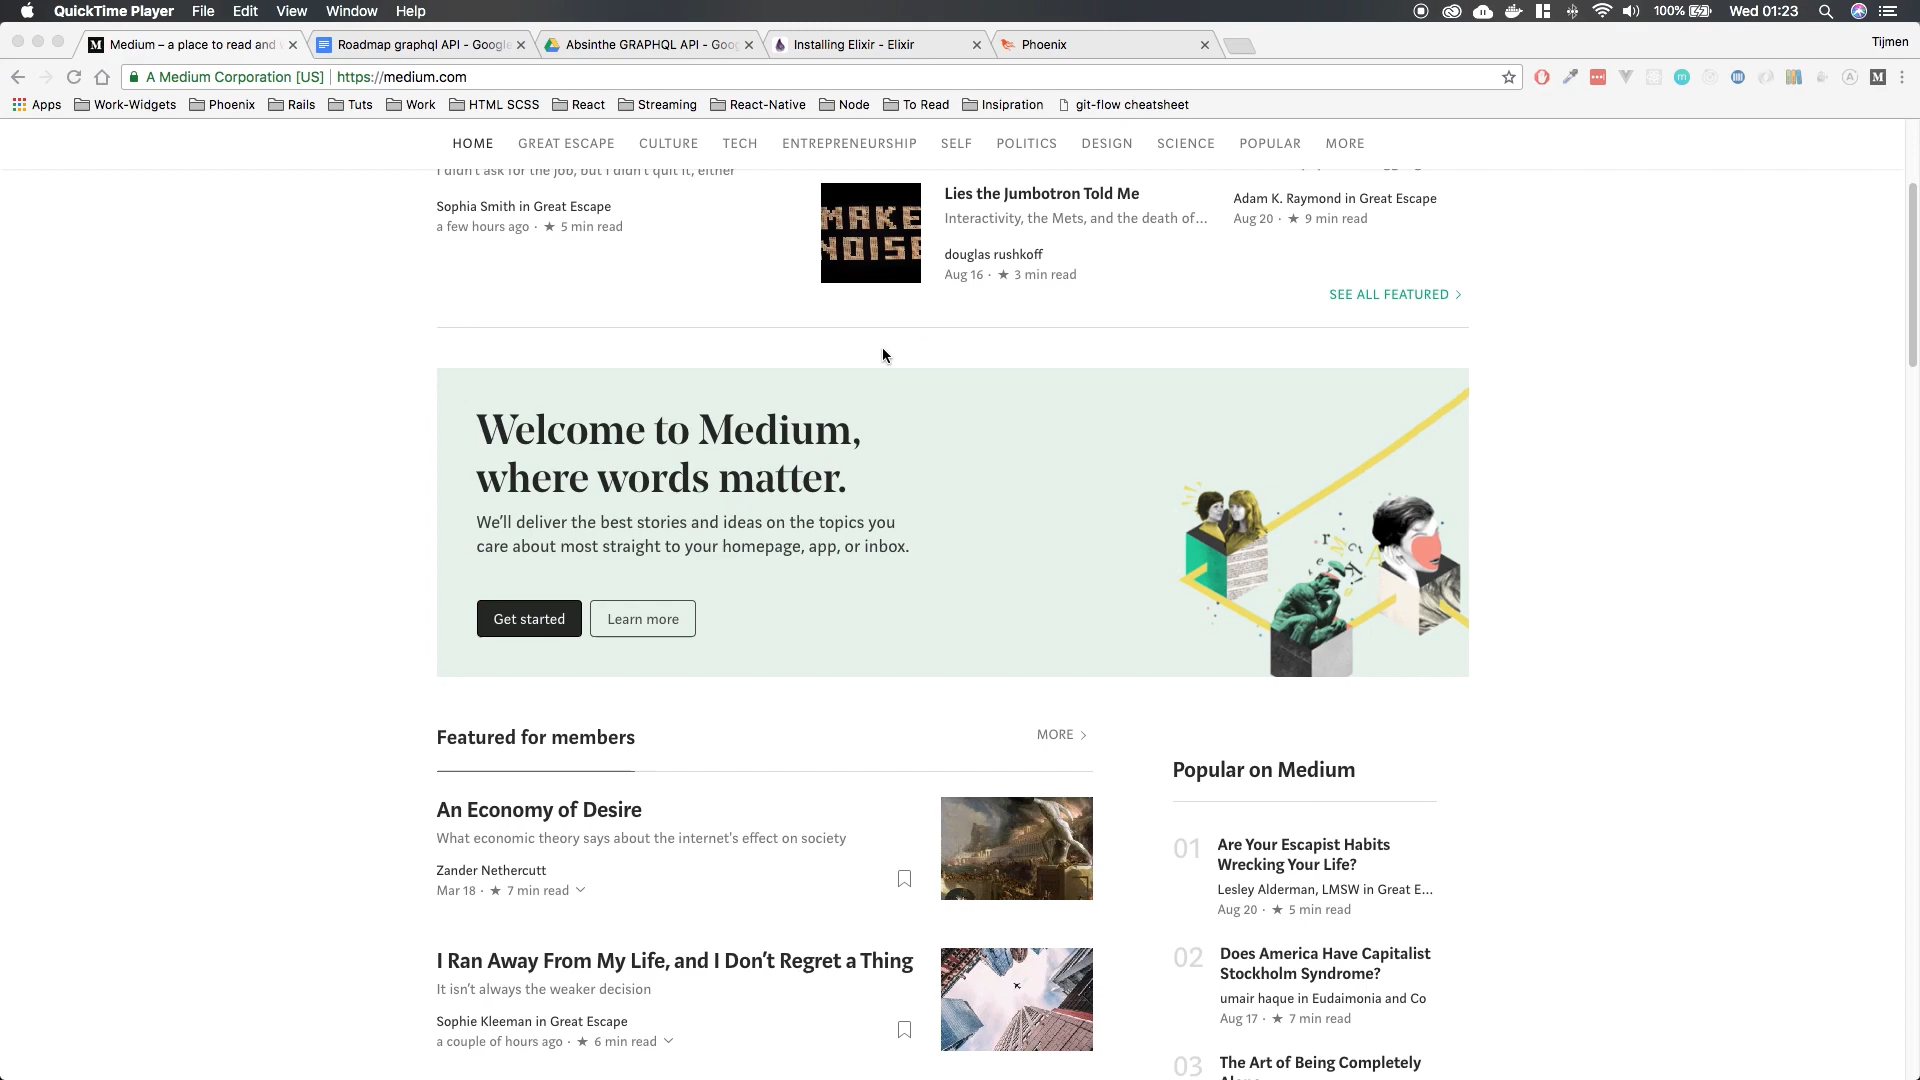 QuickTime Player File Edit View Window Help 100% Wed 01:23
Medium – a place to read and
Roadmap graphql API - Google
Absinthe GRAPHQL API - Goog
Installing Elixir - Elixir
Phoenix
Tijmen
A Medium Corporation [US] https://medium.com
Apps Work-Widgets Phoenix Rails Tuts Work HTML SCSS React Streaming React-Native Node To Read Insipration git-flow cheatsheet
HOME GREAT ESCAPE CULTURE TECH ENTREPRENEURSHIP SELF POLITICS DESIGN SCIENCE POPULAR MORE
I didn't ask for the job, but I didn't quit it, either
Sophia Smith in Great Escape
a few hours ago · ★ 5 min read
MAKE
NOISE
Lies the Jumbotron Told Me
Interactivity, the Mets, and the death of...
douglas rushkoff
Aug 16 · ★ 3 min read
Adam K. Raymond in Great Escape
Aug 20 · ★ 9 min read
SEE ALL FEATURED
Welcome to Medium,
where words matter.
We'll deliver the best stories and ideas on the topics you
care about most straight to your homepage, app, or inbox.
Get started Learn more
Featured for members
MORE
An Economy of Desire
What economic theory says about the internet's effect on society
Zander Nethercutt
Mar 18 · ★ 7 min read
I Ran Away From My Life, and I Don't Regret a Thing
It isn't always the weaker decision
Sophie Kleeman in Great Escape
a couple of hours ago · ★ 6 min read
Popular on Medium
01
Are Your Escapist Habits
Wrecking Your Life?
Lesley Alderman, LMSW in Great E...
Aug 20 · ★ 5 min read
02
Does America Have Capitalist
Stockholm Syndrome?
umair haque in Eudaimonia and Co
Aug 17 · ★ 7 min read
03
The Art of Being Completely